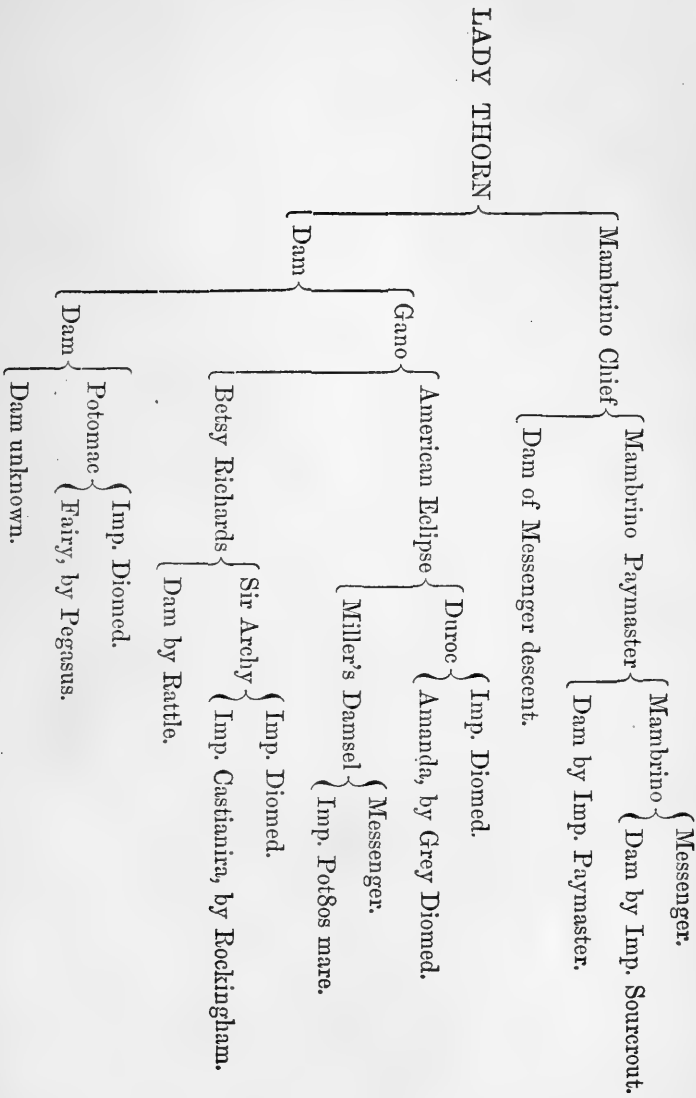 LADY THORN
Mambrino Chief
Mambrino Paymaster
Mambrino
Messenger.
Dam by Imp. Sourcrout.
Dam by Imp. Paymaster.
Dam of Messenger descent.
Dam
Gano
American Eclipse
Duroc
Imp. Diomed.
Amanda, by Grey Diomed.
Miller's Damsel
Messenger.
Imp. Pot8os mare.
Betsy Richards
Sir Archy
Imp. Diomed.
Imp. Castianira, by Rockingham.
Dam by Rattle.
Dam
Potomac
Imp. Diomed.
Fairy, by Pegasus.
Dam unknown.